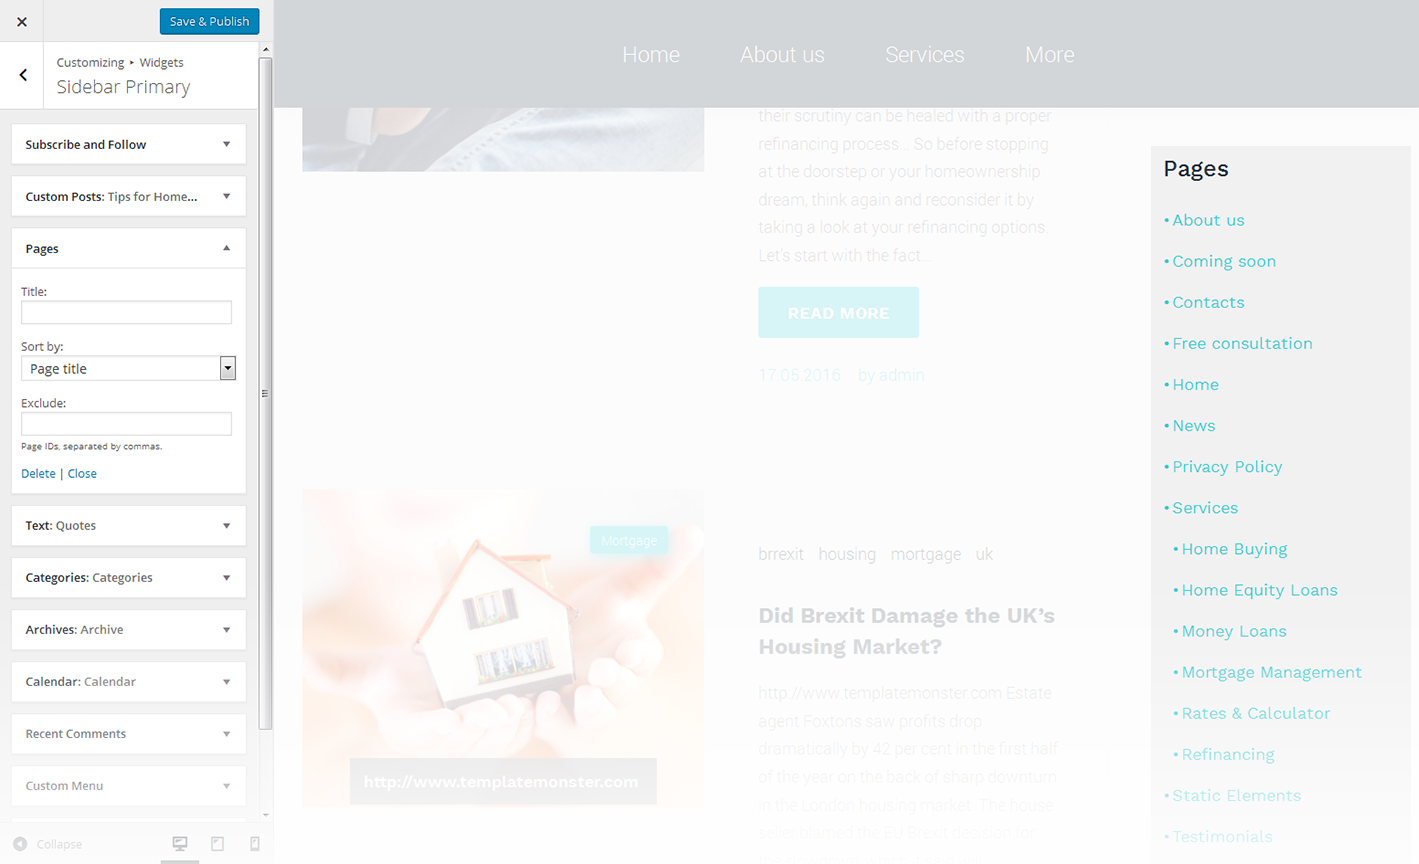 Save & Publish
Customizing ▸ Widgets
Sidebar Primary
Subscribe and Follow
Custom Posts: Tips for Home...
Pages
Title:
Sort by:
Page title
Exclude:
Page IDs, separated by commas.
Delete | Close
Text: Quotes
Categories: Categories
Archives: Archive
Calendar: Calendar
Recent Comments
Custom Menu
Collapse
Home About us Services More
their scrutiny can be healed with a proper
refinancing process... So before stopping
at the doorstep or your homeownership
dream, think again and reconsider it by
taking a look at your refinancing options.
Let's start with the fact...
READ MORE
17.05.2016 by admin
Mortgage
http://www.templatemonster.com
brrexit housing mortgage uk
Did Brexit Damage the UK's
Housing Market?
http://www.templatemonster.com Estate
agent Foxtons saw profits drop
dramatically by 42 per cent in the first half
of the year on the back of sharp downturn
in the London housing market. The house
seller blamed the EU Brexit decision for
Pages
• About us
• Coming soon
• Contacts
• Free consultation
• Home
• News
• Privacy Policy
• Services
• Home Buying
• Home Equity Loans
• Money Loans
• Mortgage Management
• Rates & Calculator
• Refinancing
• Static Elements
• Testimonials